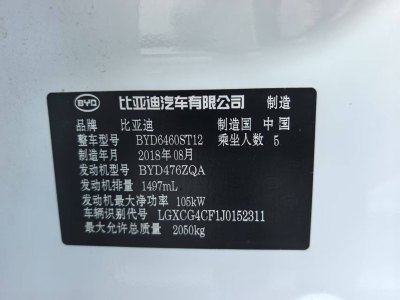 BYD 比亚迪汽车有限公司 制造
品牌 比亚迪 制造国 中国
整车型号 BYD6460ST12 乘坐人数 5
制造年月 2018年08月
发动机型号 BYD476ZQA
发动机排量 1497mL
发动机最大净功率 105kW
车辆识别代号 LGXCG4CF1J0152311
最大允许总质量 2050kg